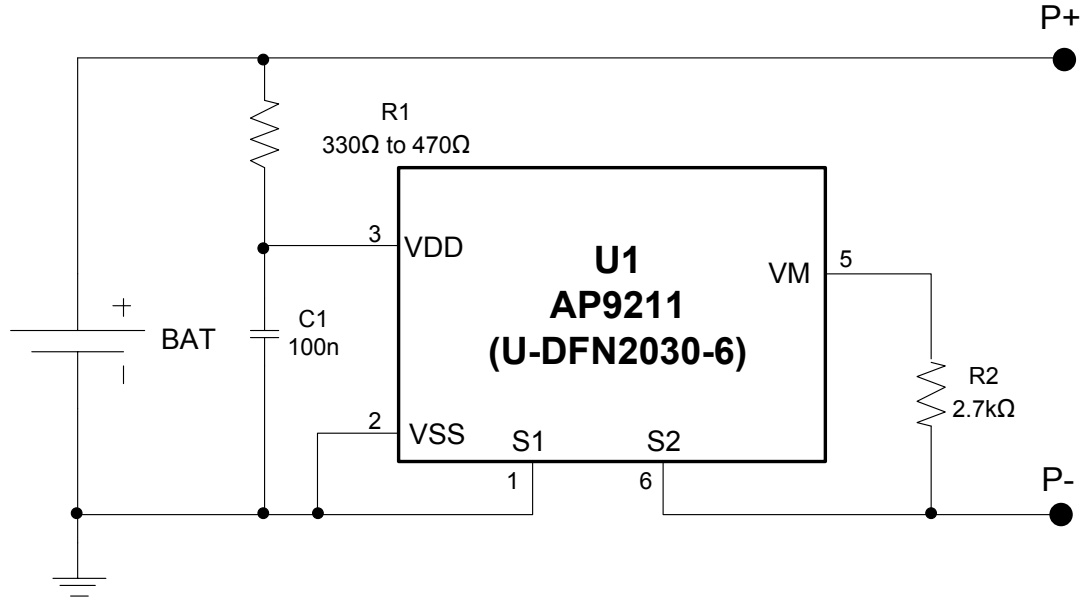 P+
R1
330Ω to 470Ω
3
VDD
U1
AP9211
(U-DFN2030-6)
VM
5
+
BAT
–
C1
100n
R2
2.7kΩ
2
VSS
S1
S2
1
6
P-